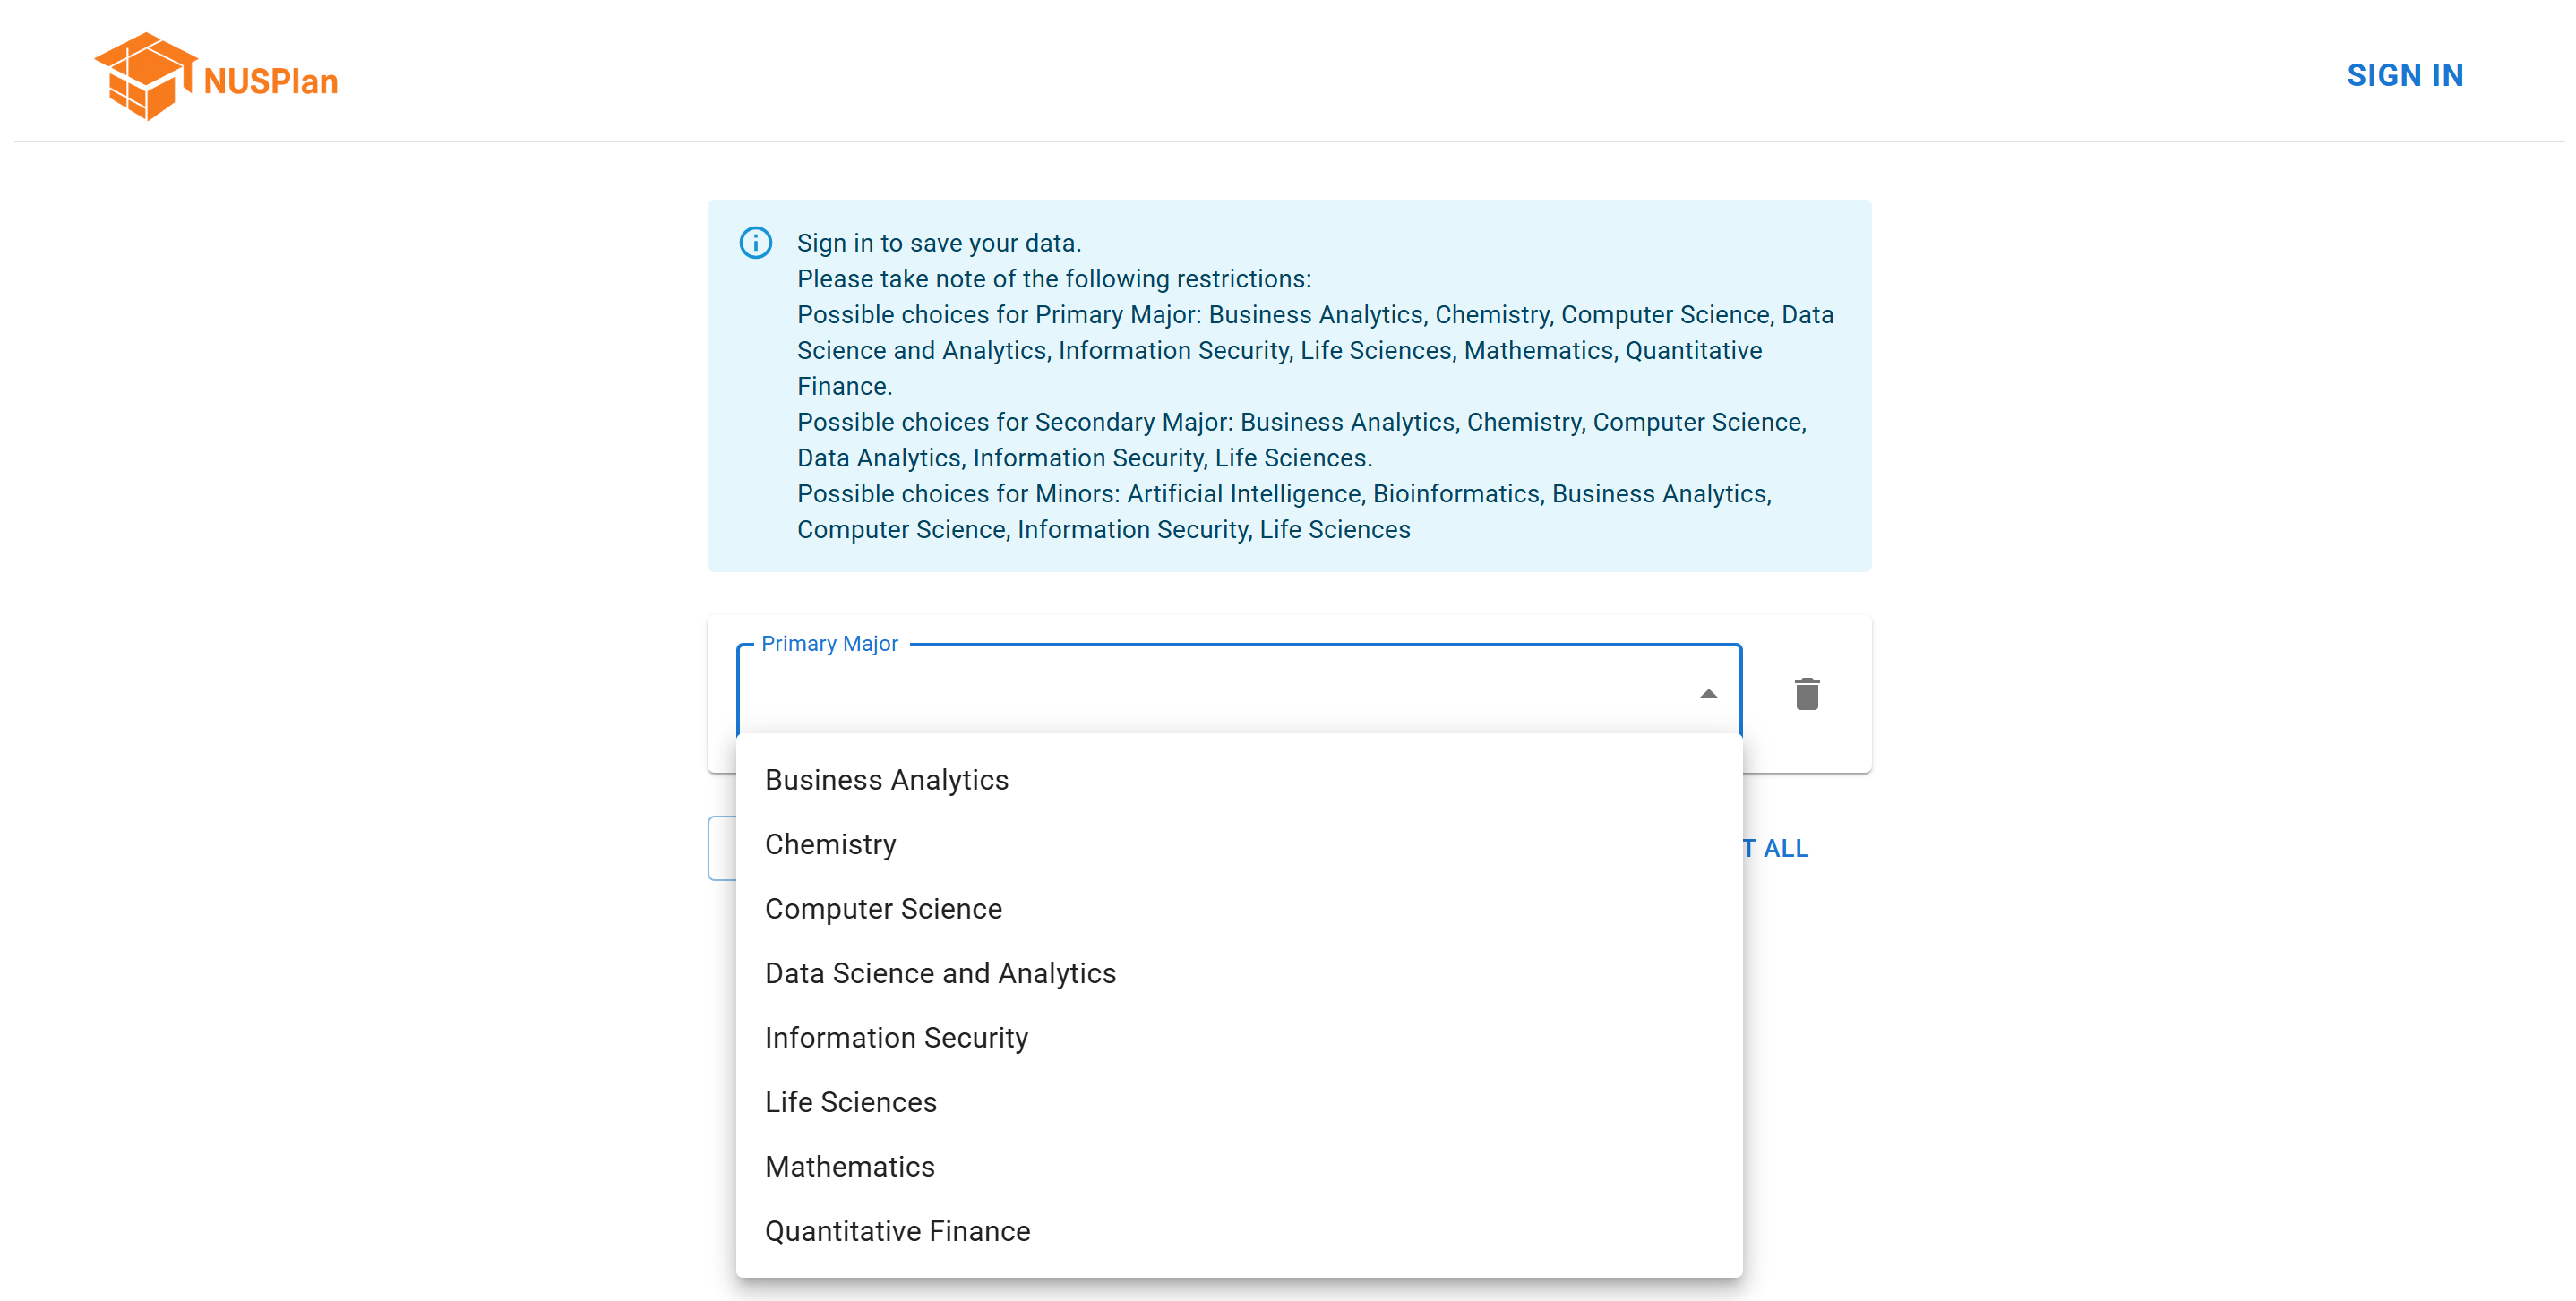 NUSPlan
SIGN IN
Sign in to save your data.
Please take note of the following restrictions:
Possible choices for Primary Major: Business Analytics, Chemistry, Computer Science, Data
Science and Analytics, Information Security, Life Sciences, Mathematics, Quantitative
Finance.
Possible choices for Secondary Major: Business Analytics, Chemistry, Computer Science,
Data Analytics, Information Security, Life Sciences.
Possible choices for Minors: Artificial Intelligence, Bioinformatics, Business Analytics,
Computer Science, Information Security, Life Sciences
Primary Major
Business Analytics
Chemistry
T ALL
Computer Science
Data Science and Analytics
Information Security
Life Sciences
Mathematics
Quantitative Finance